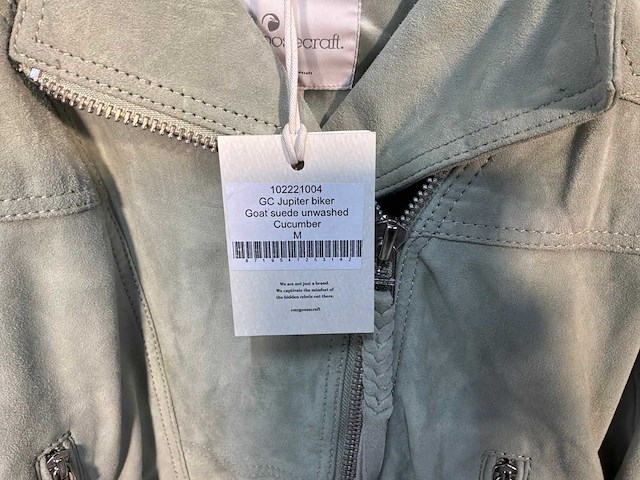 oosecraft.
102221004
GC Jupiter biker
Goat suede unwashed
Cucumber
M
We are not just a brand.
We captivate the mindset of
the hidden rebels out there.